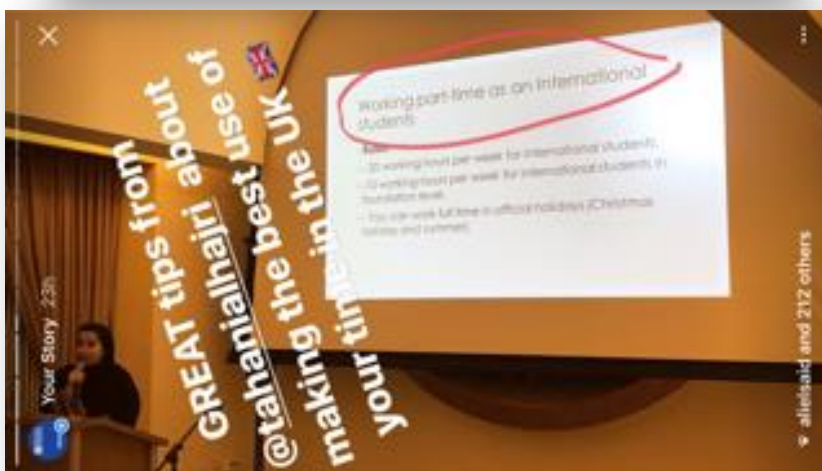 Your Story 23h
GREAT tips from
@tahanialhajri about
making the best use of
your time in the UK 🇬🇧
Working part-time as an International
students
- 20 working hours per week for international students.
- 10 working hours per week for international students in
foundation level.
- You can work full time in official holidays (Christmas
holiday and summer).
alielsaid and 212 others